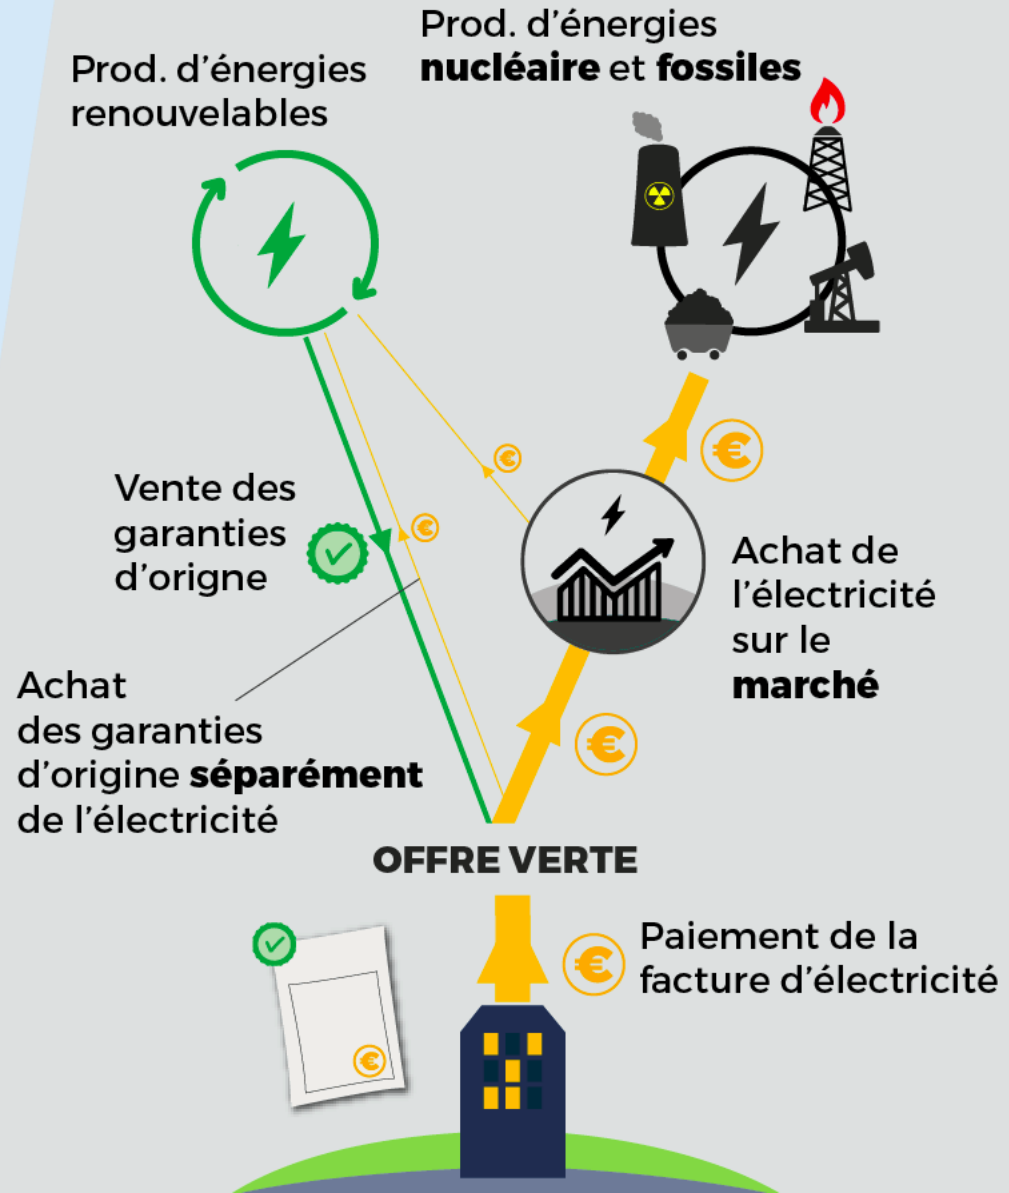 Prod. d'énergies
renouvelables
Prod. d'énergies
nucléaire et fossiles
Vente des
garanties
d'origne
Achat de
l'électricité
sur le
marché
Achat
des garanties
d'origine séparément
de l'électricité
OFFRE VERTE
Paiement de la
facture d'électricité
€
€
€
€
€
€